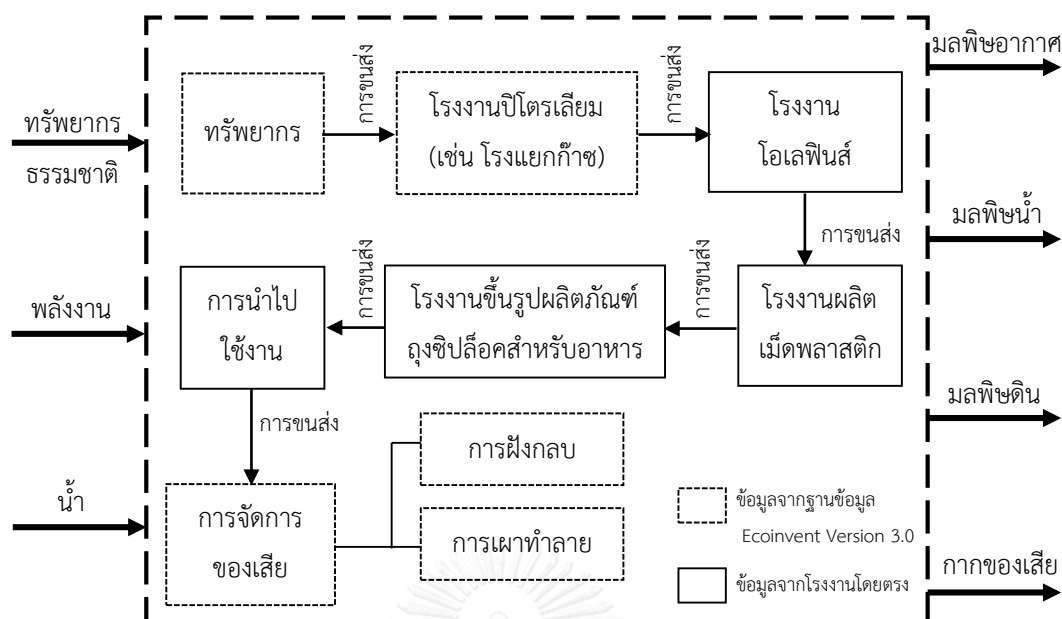 ทรัพยากร
ธรรมชาติ
พลังงาน
น้ำ
ทรัพยากร
การขนส่ง
โรงงานปิโตรเลียม
(เช่น โรงแยกก๊าซ)
การขนส่ง
โรงงาน
โอเลฟินส์
การขนส่ง
โรงงานผลิต
เม็ดพลาสติก
การขนส่ง
โรงงานขึ้นรูปผลิตภัณฑ์
ถุงซิปล็อคสำหรับอาหาร
การขนส่ง
การนำไป
ใช้งาน
การขนส่ง
การจัดการ
ของเสีย
การฝังกลบ
การเผาทำลาย
ข้อมูลจากฐานข้อมูล
Ecoinvent Version 3.0
ข้อมูลจากโรงงานโดยตรง
มลพิษอากาศ
มลพิษน้ำ
มลพิษดิน
กากของเสีย